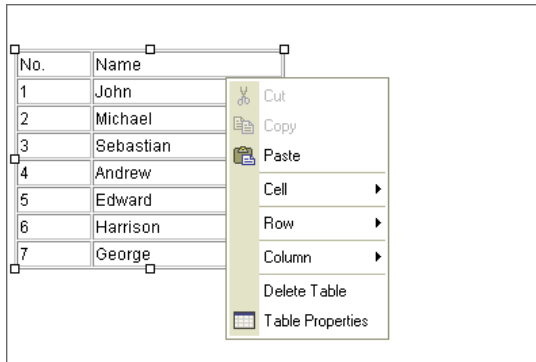 No. Name
1 John
2 Michael
3 Sebastian
4 Andrew
5 Edward
6 Harrison
7 George
Cut
Copy
Paste
Cell
Row
Column
Delete Table
Table Properties